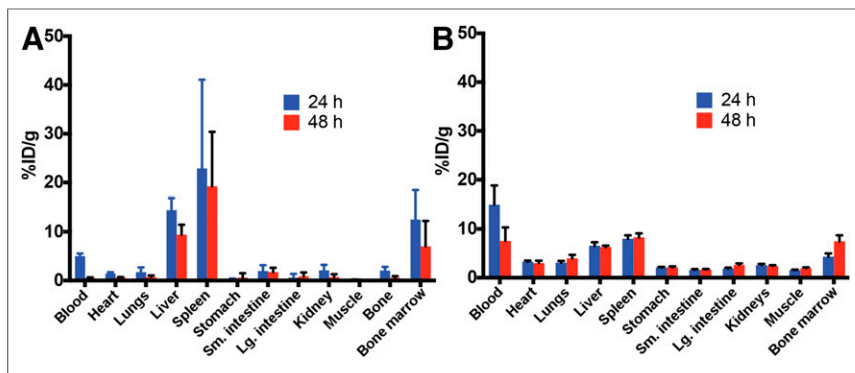 A
50
40
30
20
10
0
%ID/g
24 h
48 h
Blood
Heart
Lungs
Liver
Spleen
Stomach
Sm. intestine
Lg. intestine
Kidney
Muscle
Bone
Bone marrow
B
50
40
30
20
10
0
%ID/g
24 h
48 h
Blood
Heart
Lungs
Liver
Spleen
Stomach
Sm. intestine
Lg. intestine
Kidneys
Muscle
Bone marrow